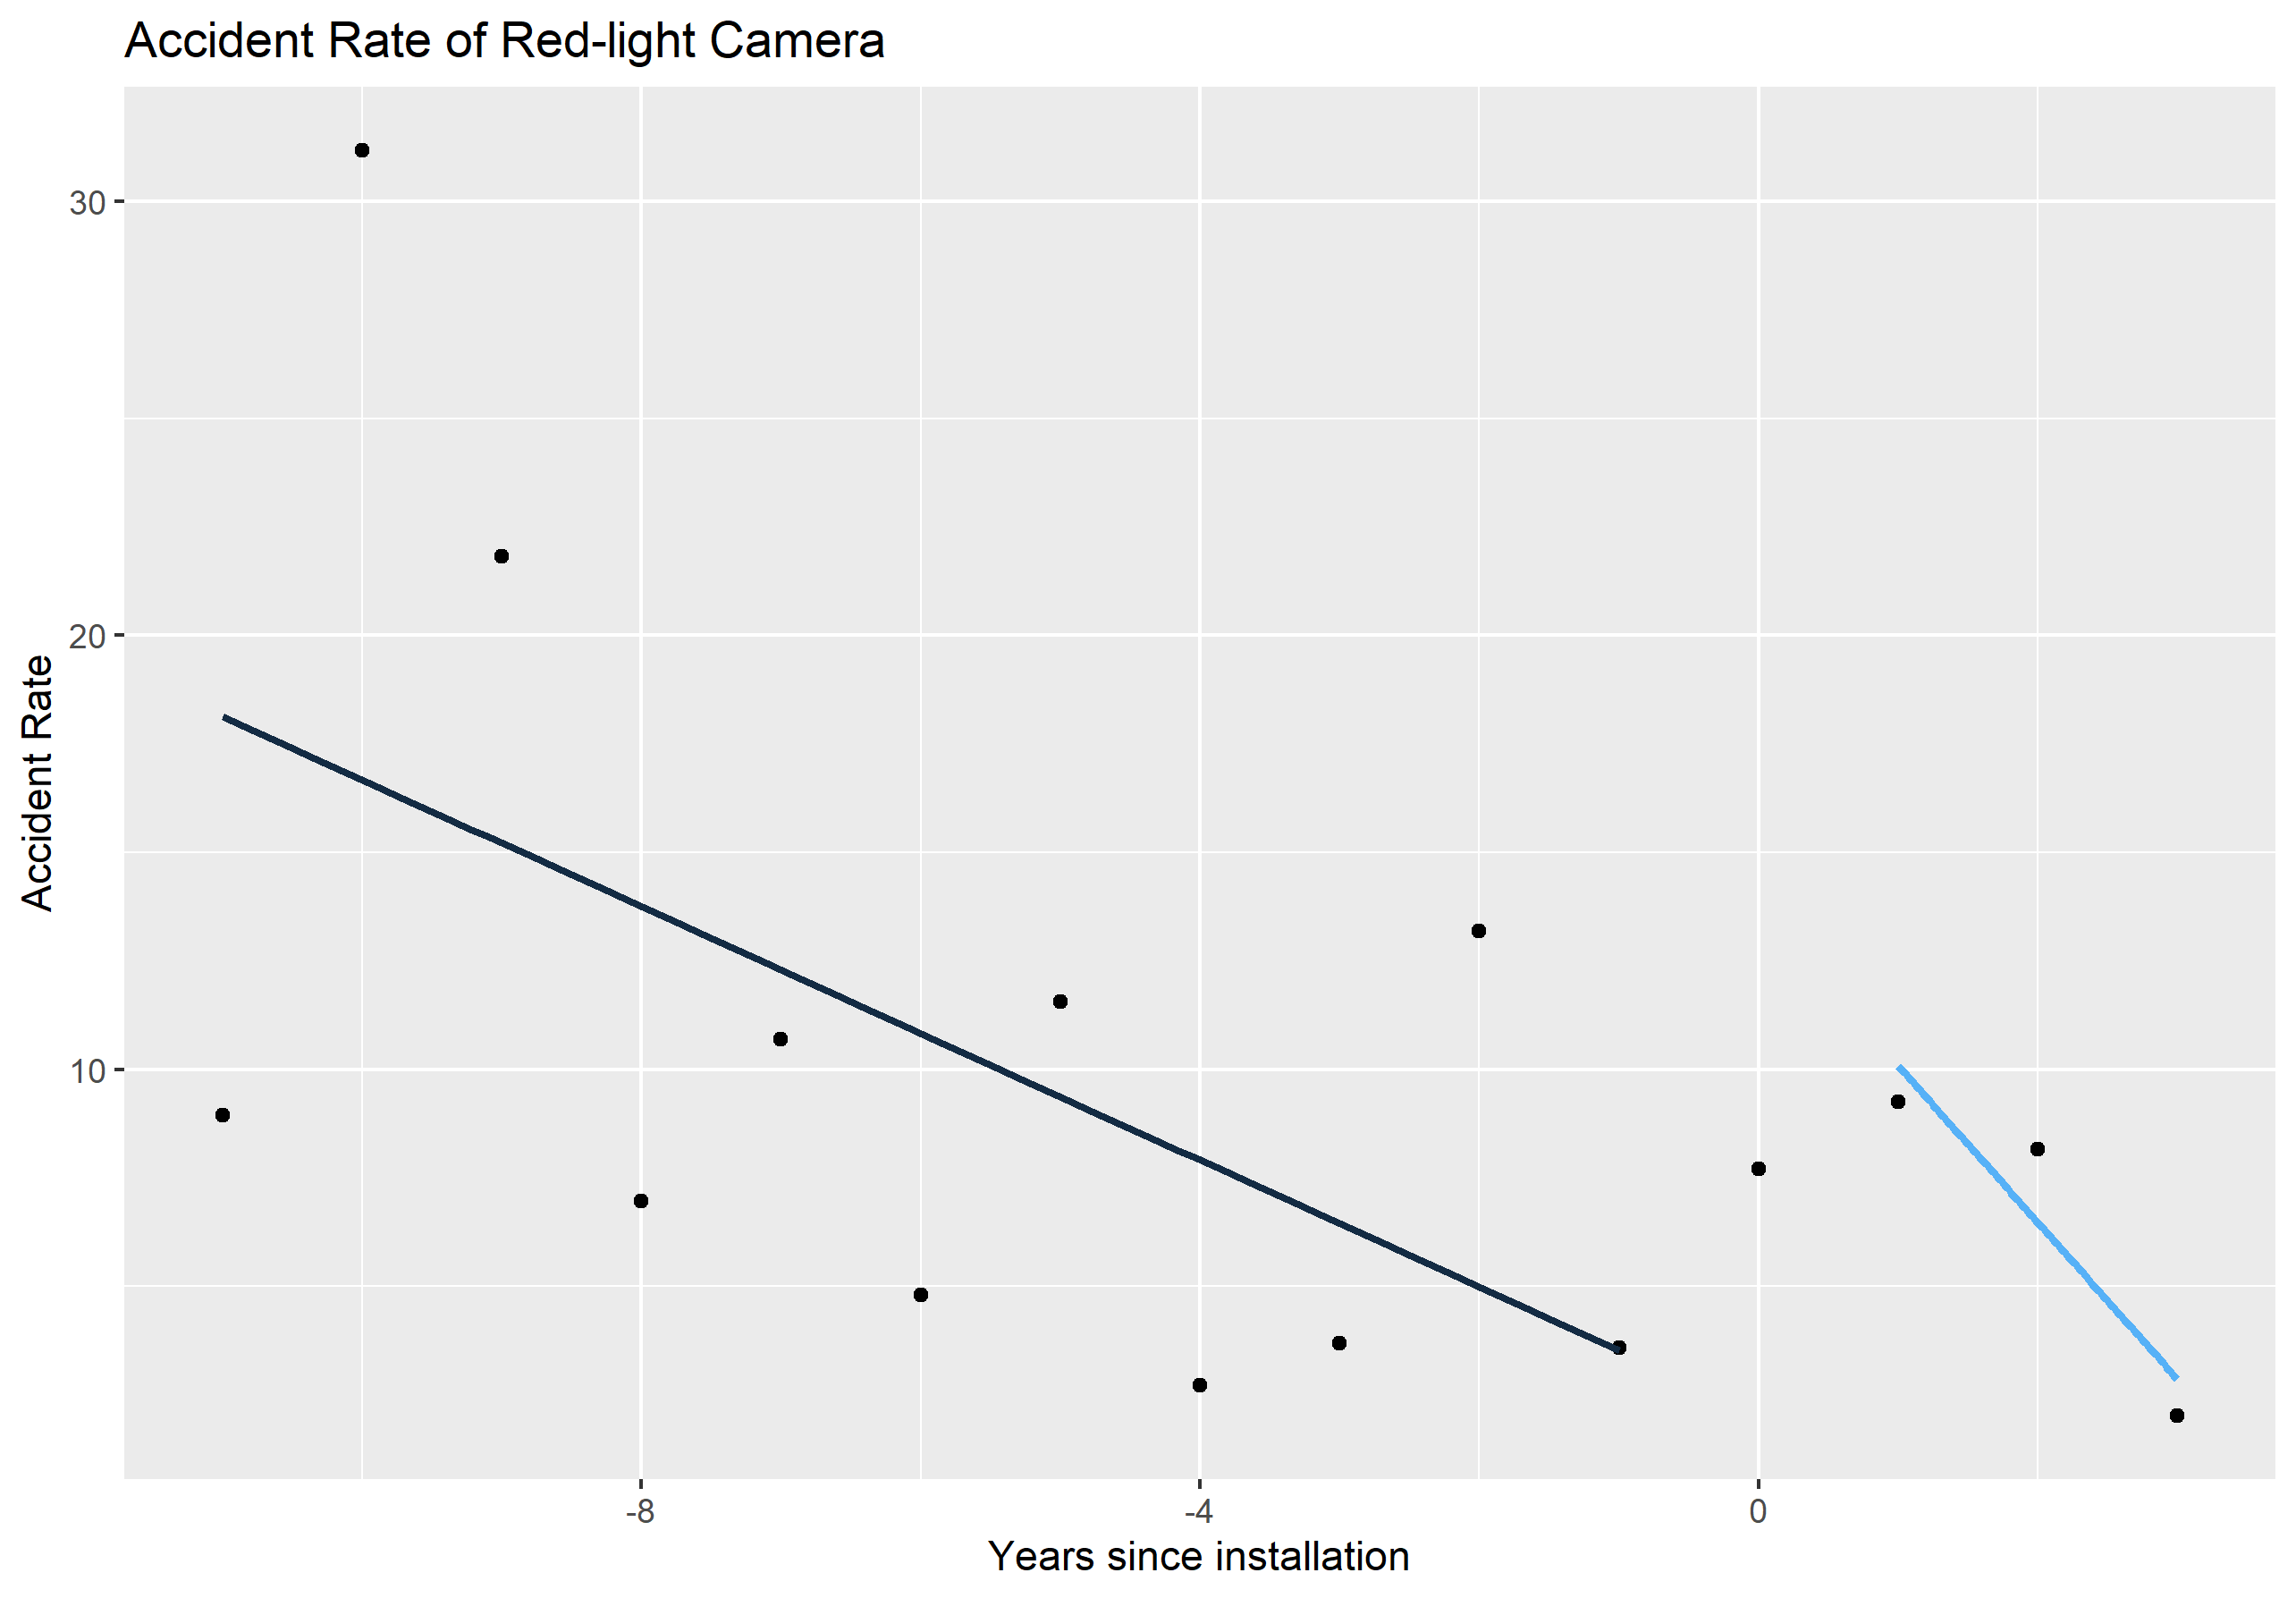 Accident Rate of Red-light Camera
30
20
10
Accident Rate
-8
-4
0
Years since installation